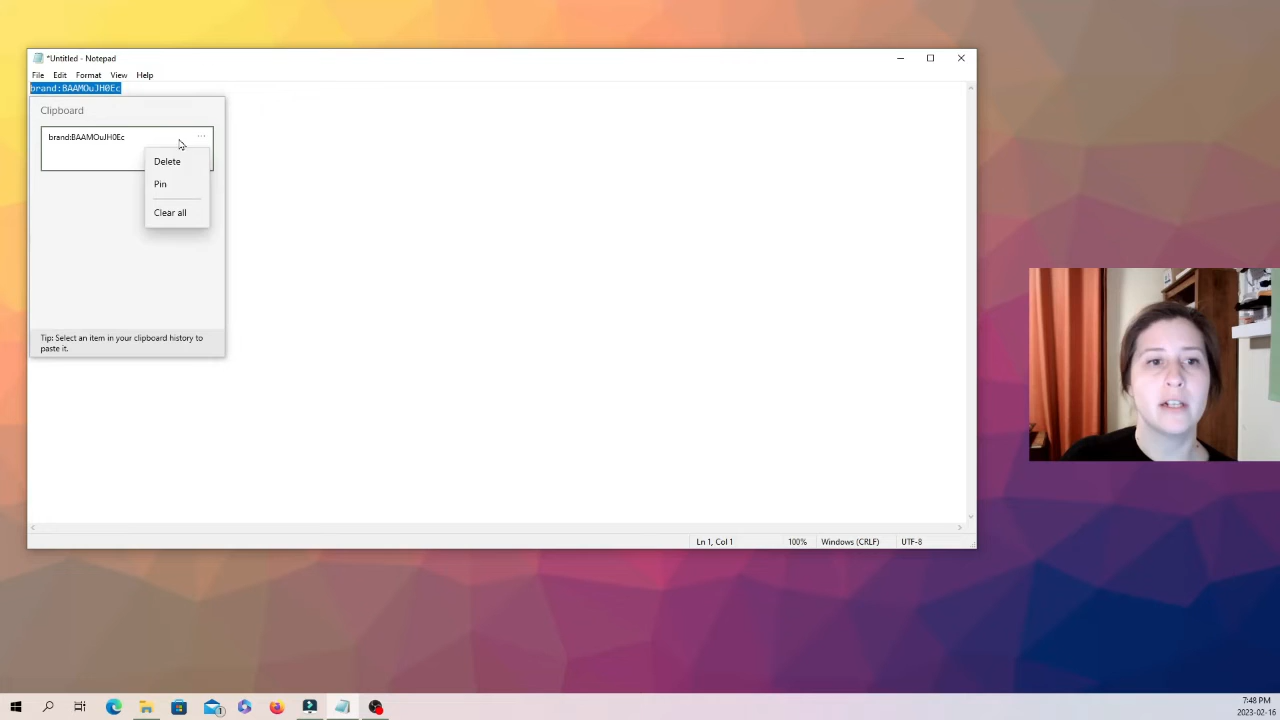 *Untitled - Notepad
File Edit Format View Help
brand:BAAMOuJH0Ec
Clipboard
brand:BAAMOuJH0Ec
Delete
Pin
Clear all
Tip: Select an item in your clipboard history to
paste it.
Ln 1, Col 1 100% Windows (CRLF) UTF-8
1
7:48 PM
2023-02-16